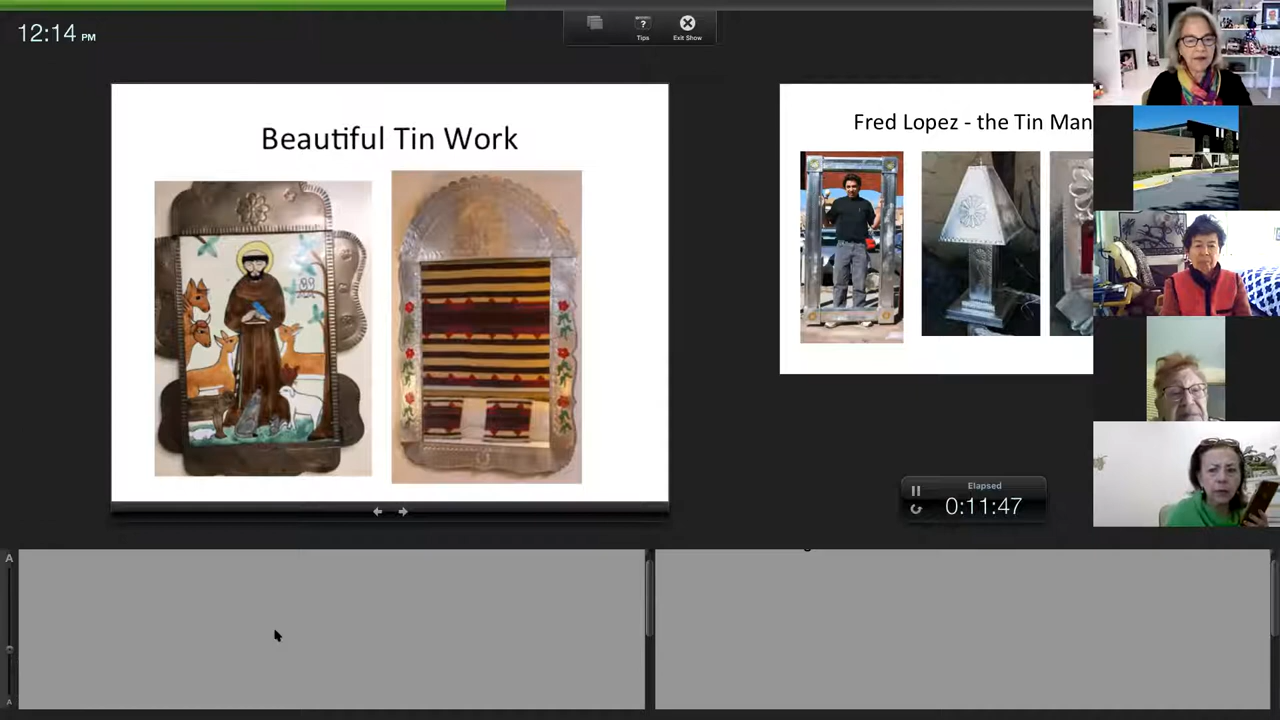 12:14 PM
Tips
Exit Show
Beautiful Tin Work
Fred Lopez - the Tin Man
Elapsed
0:11:47
A
A